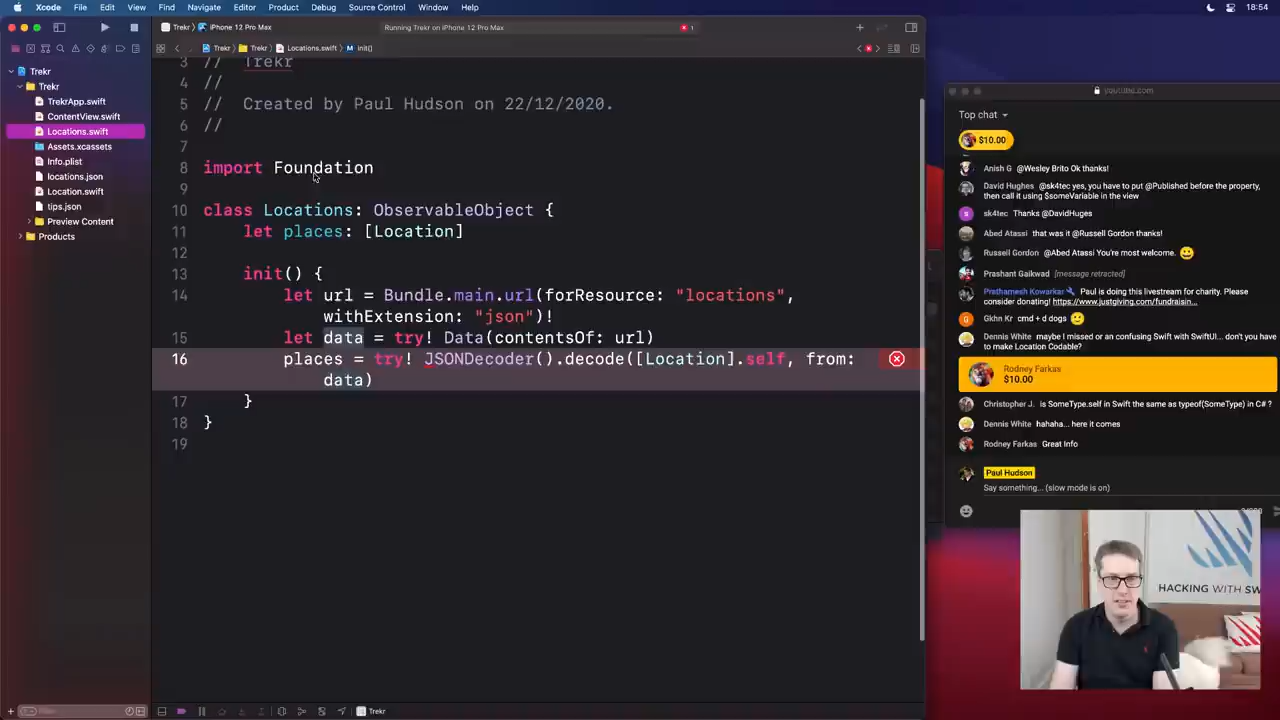 Xcode File Edit View Find Navigate Editor Product Debug Source Control Window Help 18:54
Trekr iPhone 12 Pro Max Running Trekr on iPhone 12 Pro Max 1
Trekr Trekr Locations.swift M init()
Trekr
Trekr
TrekrApp.swift
ContentView.swift
Locations.swift
Assets.xcassets
Info.plist
locations.json
Location.swift
tips.json
Preview Content
Products
3 // Trekr
4 //
5 // Created by Paul Hudson on 22/12/2020.
6 //
7
8 import Foundation
9
10 class Locations: ObservableObject {
11 let places: [Location]
12
13 init() {
14 let url = Bundle.main.url(forResource: "locations",
withExtension: "json")!
15 let data = try! Data(contentsOf: url)
16 places = try! JSONDecoder().decode([Location].self, from:
data)
17 }
18 }
19
Trekr
youtube.com
Top chat
$10.00
Anish G @Wesley Brito Ok thanks!
David Hughes @sk4tec yes, you have to put @Published before the property,
then call it using $someVariable in the view
sk4tec Thanks @DavidHuges
Abed Atassi that was it @Russell Gordon thanks!
Russell Gordon @Abed Atassi You're most welcome. 😀
Prashant Gaikwad [message retracted]
Prathamesh Kowarkar Paul is doing this livestream for charity. Please
consider donating! https://www.justgiving.com/fundraisin...
G Gkhn Kr cmd + d dogs 🙂
Dennis White maybe I missed or an confusing Swift with SwiftU!... don't you have
to make Location Codable?
Rodney Farkas
$10.00
Christopher J. is SomeType.self in Swift the same as typeof(SomeType) in C# ?
Dennis White hahaha... here it comes
Rodney Farkas Great Info
Paul Hudson
Say something... (slow mode is on)
HACKING WITH SW